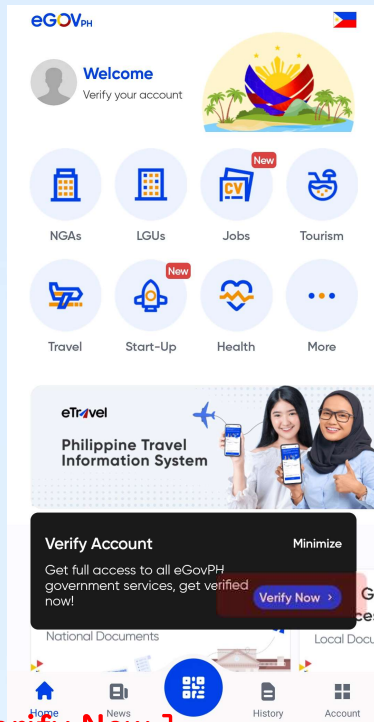 eGOVPH
Welcome
Verify your account
New
CV
NGAs
LGUs
Jobs
Tourism
New
Travel
Start-Up
Health
More
eTravel
Philippine Travel
Information System
Verify Account
Minimize
Get full access to all eGovPH
government services, get verified
now!
Verify Now >
National Documents
Local Docu
Home
News
History
Account